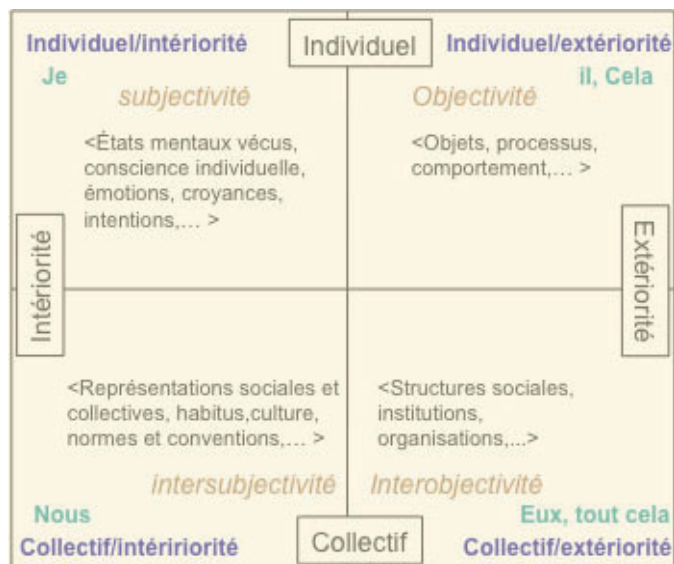 Individuel/intériorité
Individuel
Individuel/extériorité
Je
il, Cela
subjectivité
Objectivité
<États mentaux vécus,
conscience individuelle,
émotions, croyances,
intentions,... >
<Objets, processus,
comportement,... >
Intériorité
Extériorité
<Représentations sociales et
collectives, habitus,culture,
normes et conventions,... >
<Structures sociales,
institutions,
organisations,...>
intersubjectivité
Interobjectivité
Nous
Eux, tout cela
Collectif/intéririorité
Collectif
Collectif/extériorité